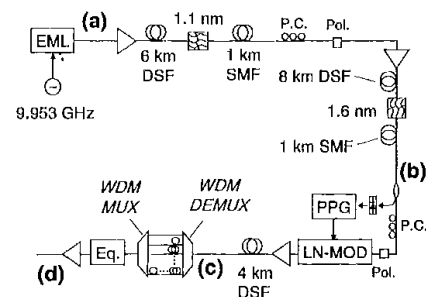 (a)
EML
9.953 GHz
6 km
DSF
1.1 nm
1 km
SMF
P.C.
Pol.
8 km DSF
1.6 nm
1 km SMF
(b)
PPG
P.C.
Pol.
LN-MOD
4 km
DSF
(c)
WDM
DEMUX
WDM
MUX
Eq.
(d)